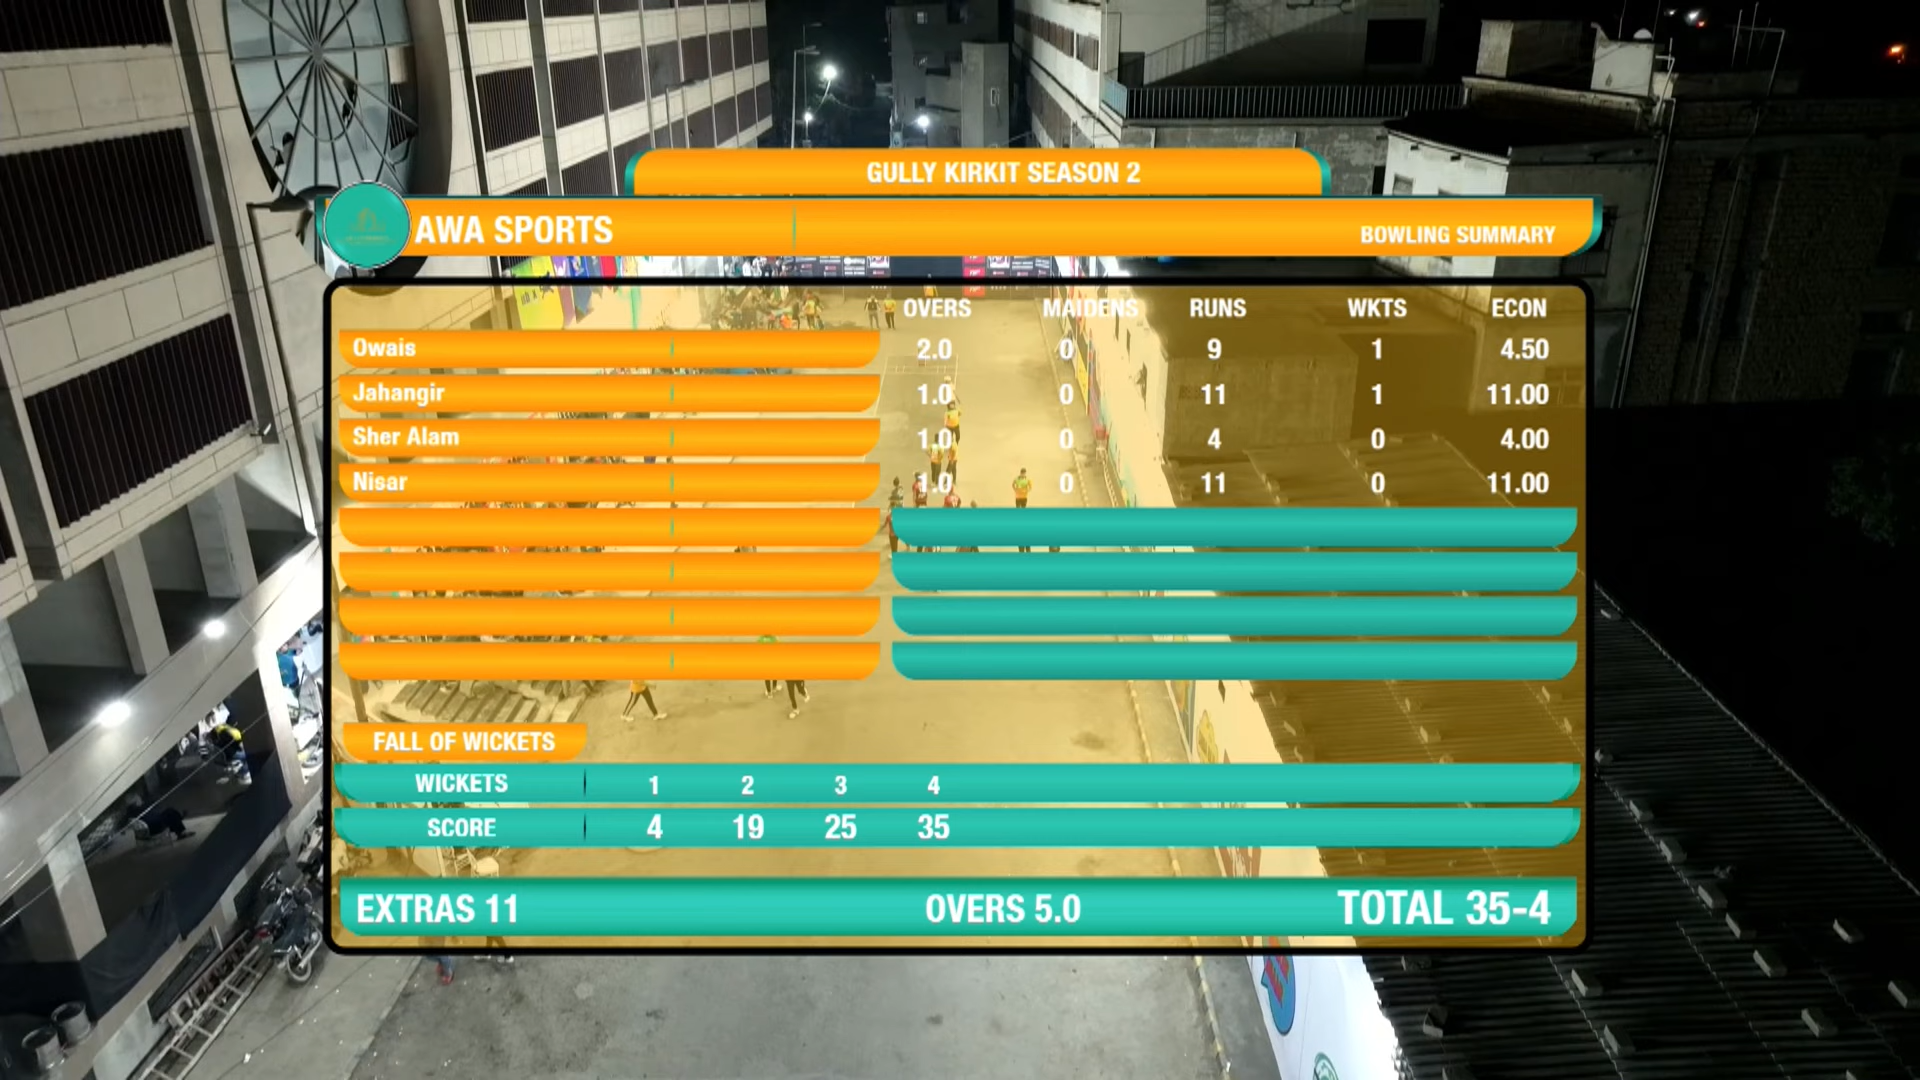 GULLY KIRKIT SEASON 2
AWA SPORTS
BOWLING SUMMARY
OVERS MAIDENS RUNS WKTS ECON
Owais 2.0 0 9 1 4.50
Jahangir 1.0 0 11 1 11.00
Sher Alam 1.0 0 4 0 4.00
Nisar 1.0 0 11 0 11.00
FALL OF WICKETS
WICKETS 1 2 3 4
SCORE 4 19 25 35
EXTRAS 11 OVERS 5.0 TOTAL 35-4